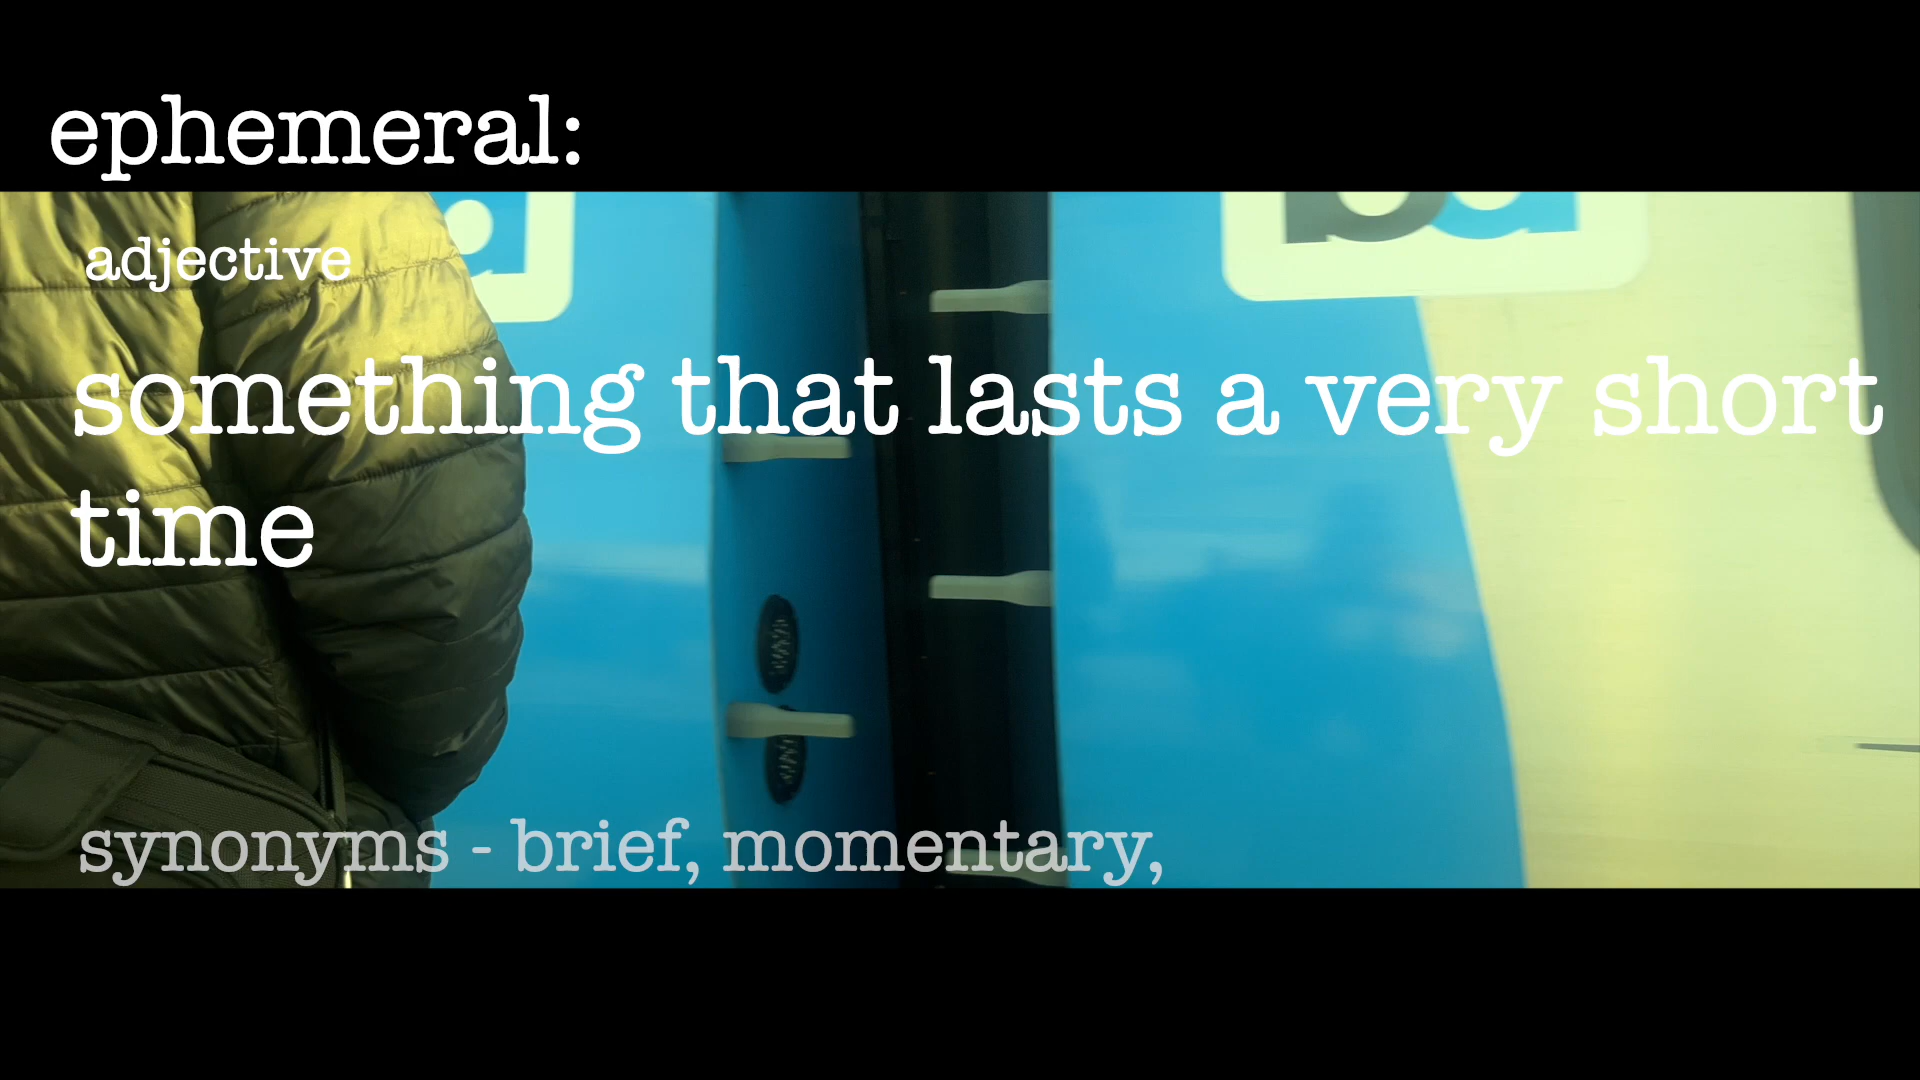 ephemeral:
adjective
something that lasts a very short
time
synonyms - brief, momentary,